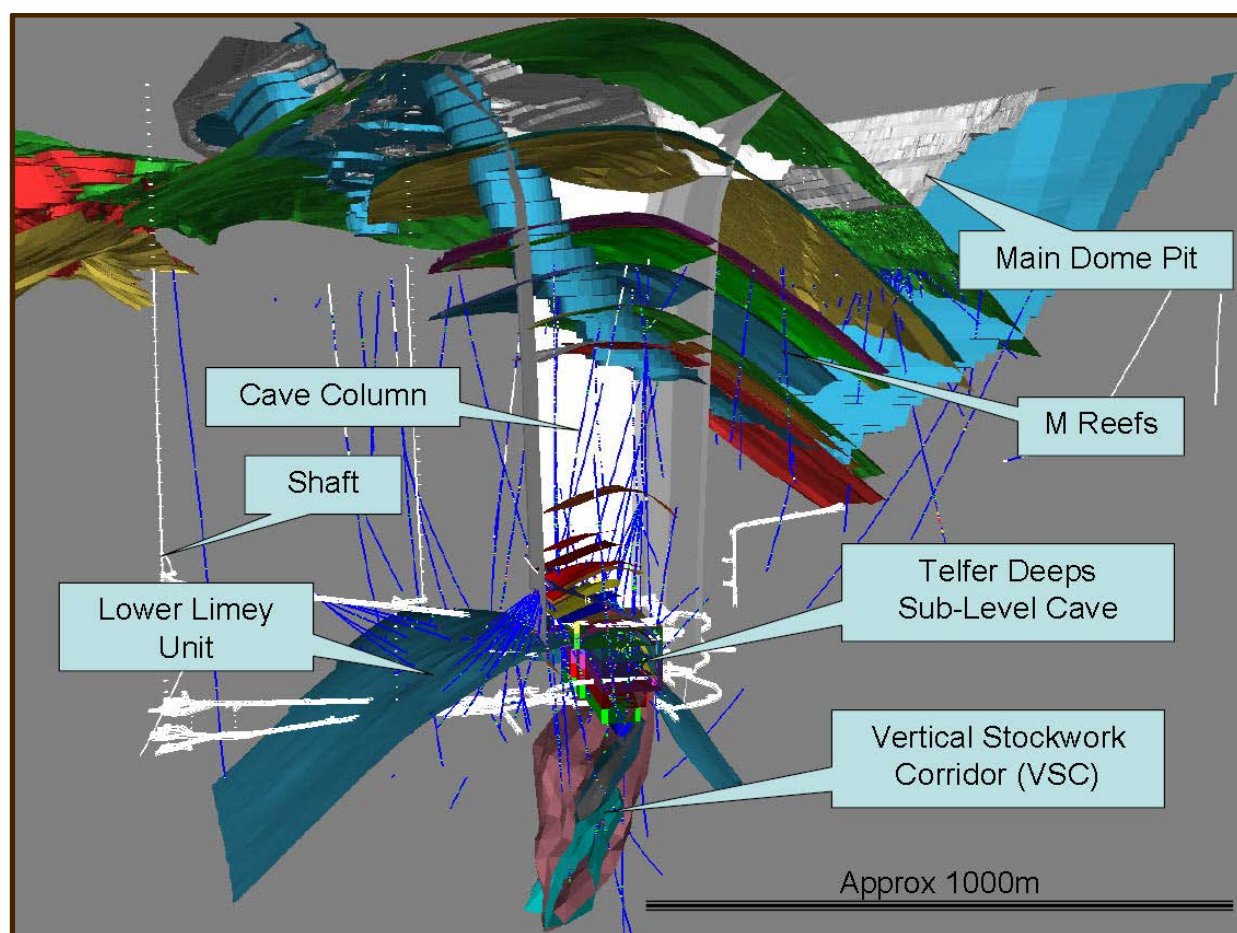 Main Dome Pit
Cave Column
M Reefs
Shaft
Telfer Deeps
Sub-Level Cave
Lower Limey
Unit
Vertical Stockwork
Corridor (VSC)
Approx 1000m